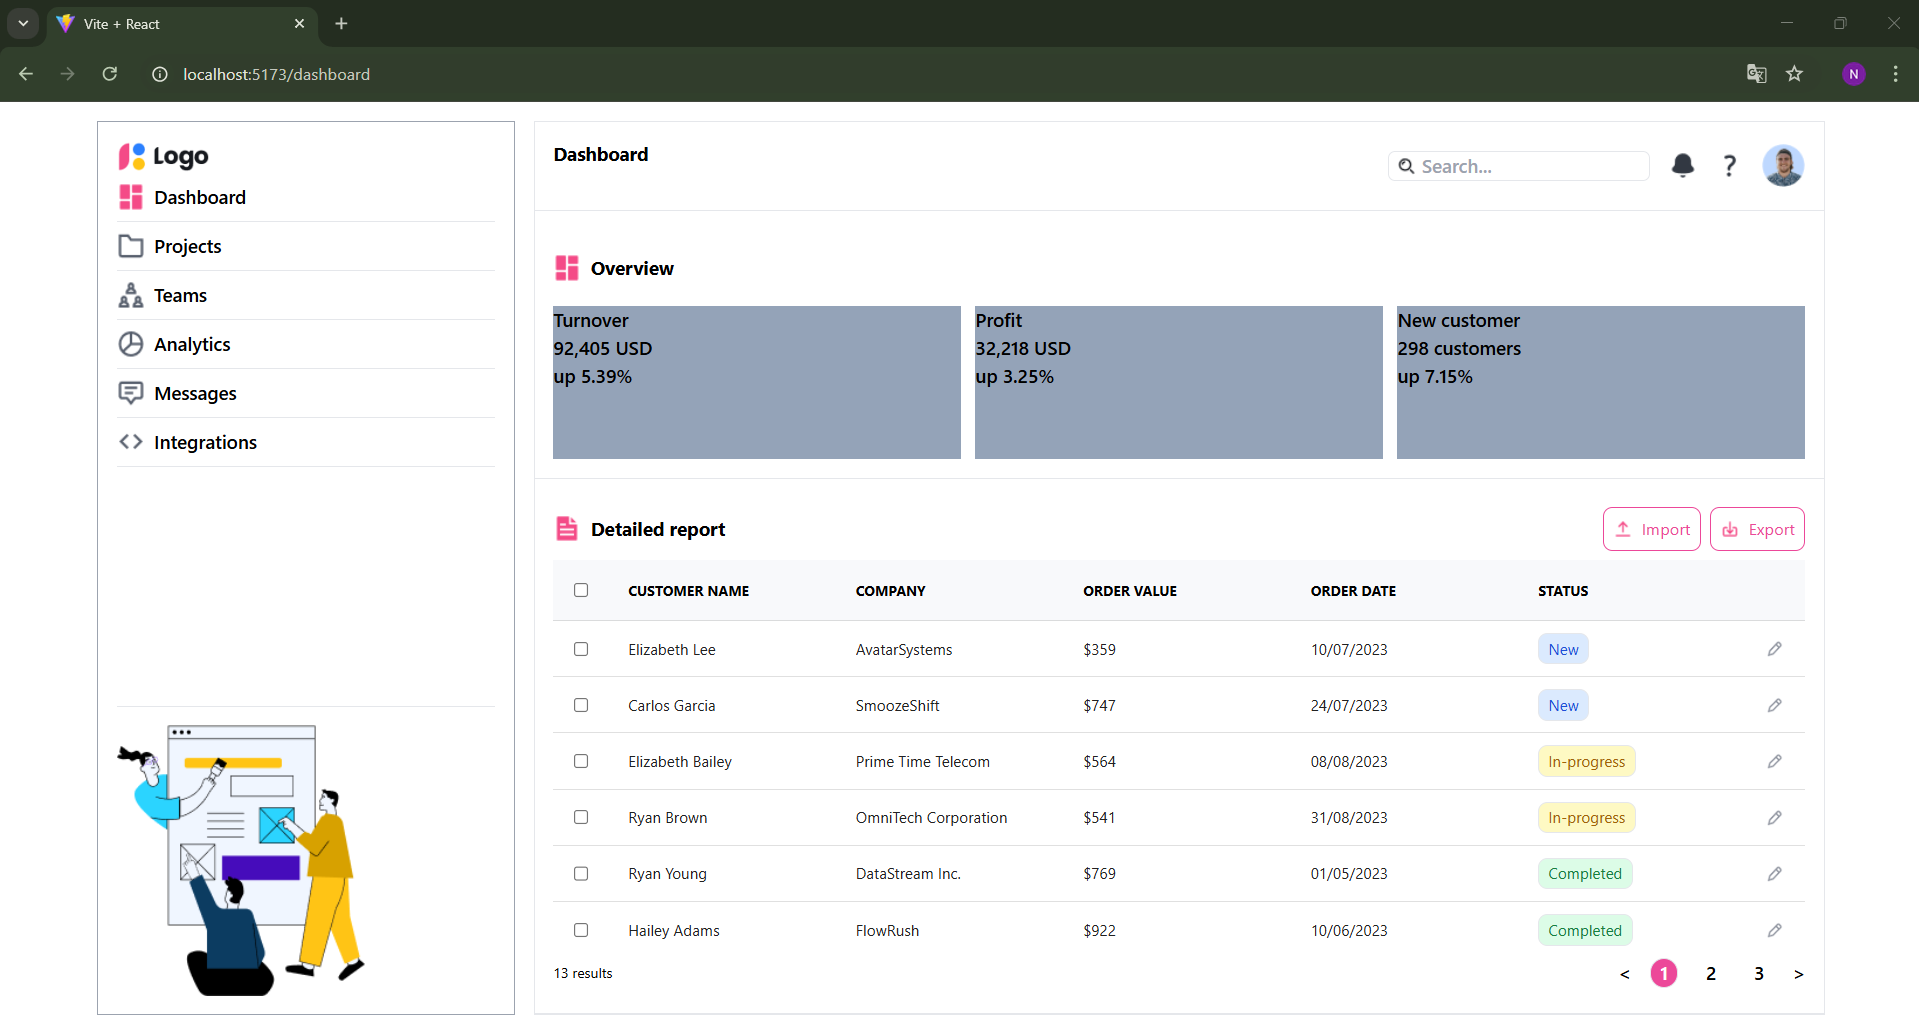 Vite + React
localhost:5173/dashboard
N
Logo
Dashboard
Projects
Teams
Analytics
Messages
Integrations
Dashboard
Search...
?
Overview
Turnover
92,405 USD
up 5.39%
Profit
32,218 USD
up 3.25%
New customer
298 customers
up 7.15%
Detailed report
Import
Export
CUSTOMER NAME COMPANY ORDER VALUE ORDER DATE STATUS
Elizabeth Lee AvatarSystems $359 10/07/2023 New
Carlos Garcia SmoozeShift $747 24/07/2023 New
Elizabeth Bailey Prime Time Telecom $564 08/08/2023 In-progress
Ryan Brown OmniTech Corporation $541 31/08/2023 In-progress
Ryan Young DataStream Inc. $769 01/05/2023 Completed
Hailey Adams FlowRush $922 10/06/2023 Completed
13 results
< 1 2 3 >